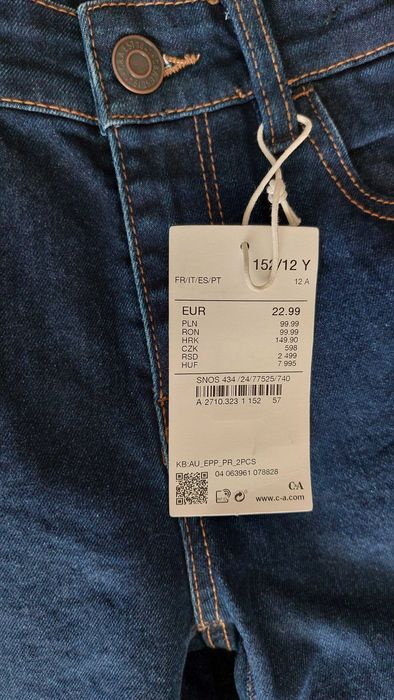 152/12 Y
FR/IT/ES/PT 12 A
EUR 22.99
PLN 99.99
RON 99.99
HRK 149.90
CZK 598
RSD 2 499
HUF 7 995
SNOS 434 /24/77525/740
A 2710.323 1 152 57
KB:AU_EPP_PR_2PCS
04 063961 078828
C&A
www.c-a.com